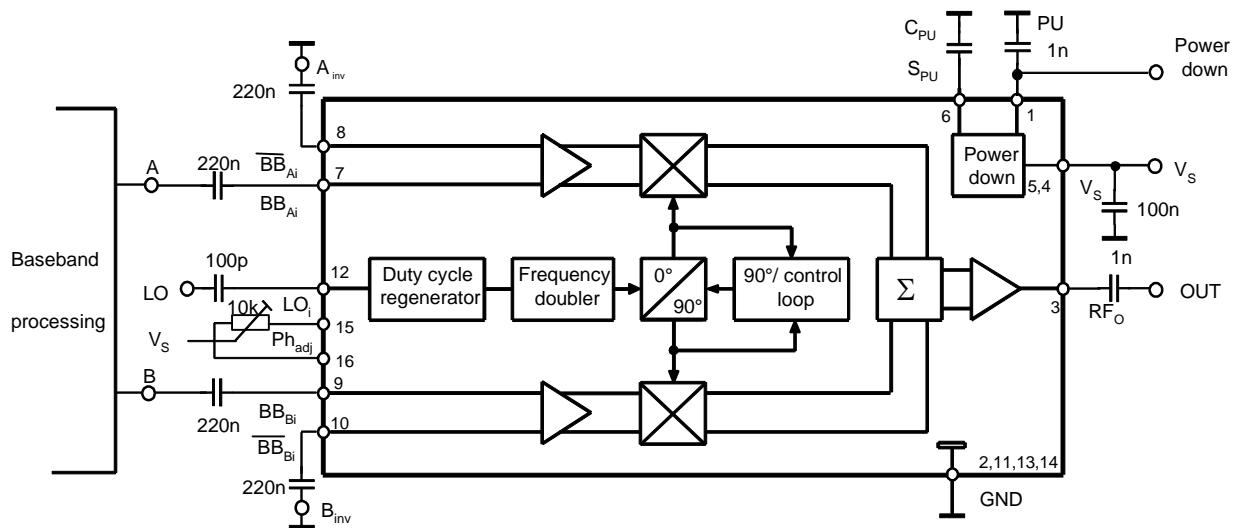 C_PU
PU
1n
Power
down
S_PU
A_inv
220n
6
1
8
Power
down
A
220n
B̅B̅_Ai
7
5,4
V_S
V_S
BB_Ai
100n
Baseband
processing
100p
12
Duty cycle
regenerator
Frequency
doubler
0°
90°
90°/ control
loop
Σ
1n
LO
LO_i
OUT
3
RF_O
10k
15
V_S
Ph_adj
16
B
9
220n
BB_Bi
10
B̅B̅_Bi
2,11,13,14
220n
GND
B_inv